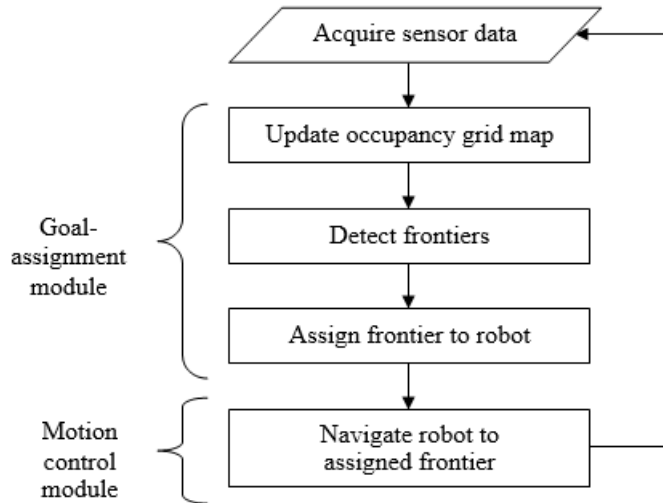 Acquire sensor data
Update occupancy grid map
Detect frontiers
Goal-
assignment
module
Assign frontier to robot
Motion
control
module
Navigate robot to
assigned frontier